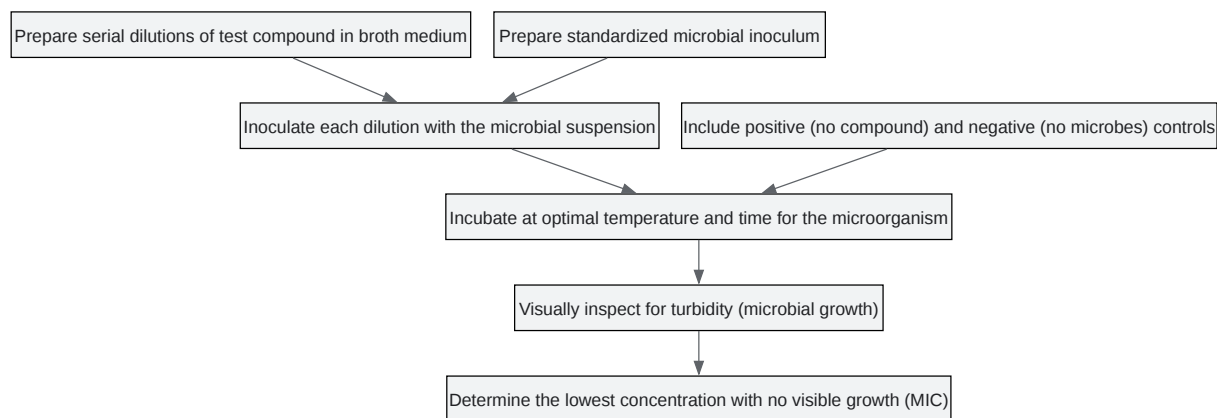 Prepare serial dilutions of test compound in broth medium
Prepare standardized microbial inoculum
Inoculate each dilution with the microbial suspension
Include positive (no compound) and negative (no microbes) controls
Incubate at optimal temperature and time for the microorganism
Visually inspect for turbidity (microbial growth)
Determine the lowest concentration with no visible growth (MIC)